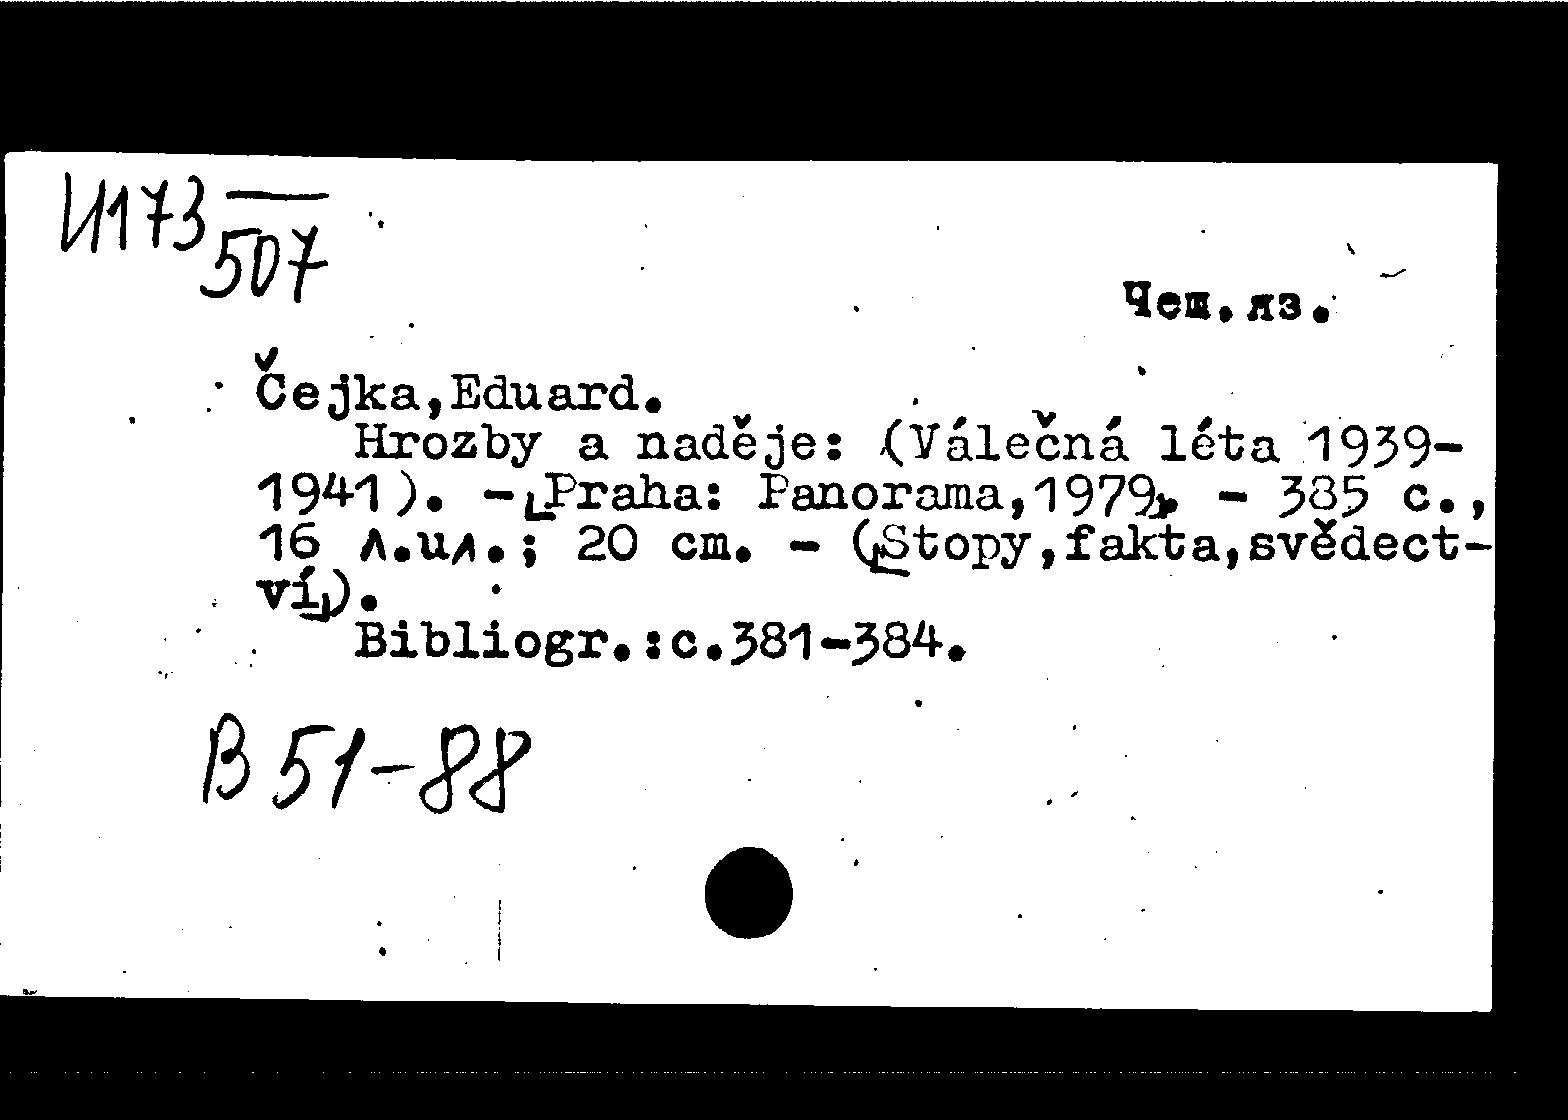 И173 —
507
Чеш.яз.
Čejka,Eduard.
Hrozby a naděje: (Válečná léta 1939-
1941). - Praha: Panorama,1979. - 385 с.,
16 л.ил.; 20 cm. - (Stopy,fakta,svědect-
ví).
Bibliogr.:с.381-384.
В 51-88